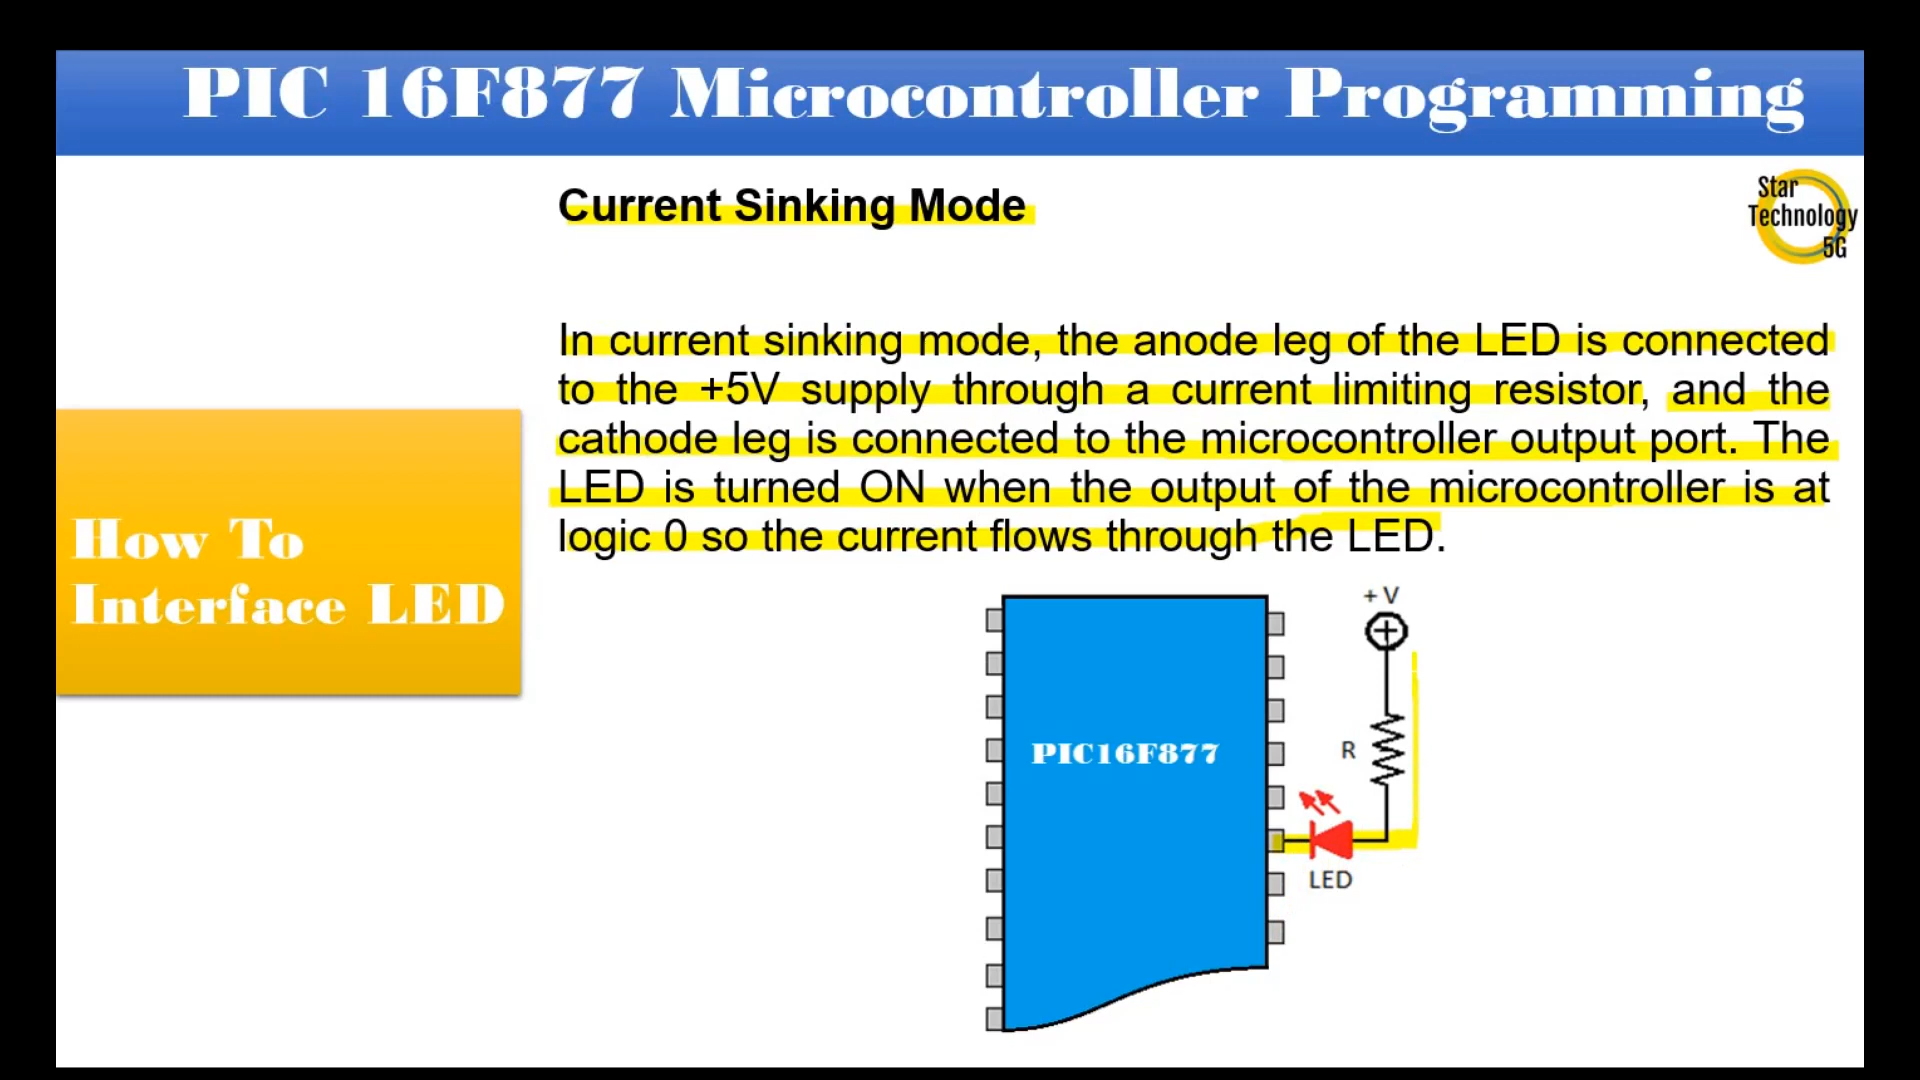 PIC 16F877 Microcontroller Programming
Star
Technology
5G
Current Sinking Mode
In current sinking mode, the anode leg of the LED is connected
to the +5V supply through a current limiting resistor, and the
cathode leg is connected to the microcontroller output port. The
LED is turned ON when the output of the microcontroller is at
logic 0 so the current flows through the LED.
How To
Interface LED
+ V
PIC16F877
R
LED